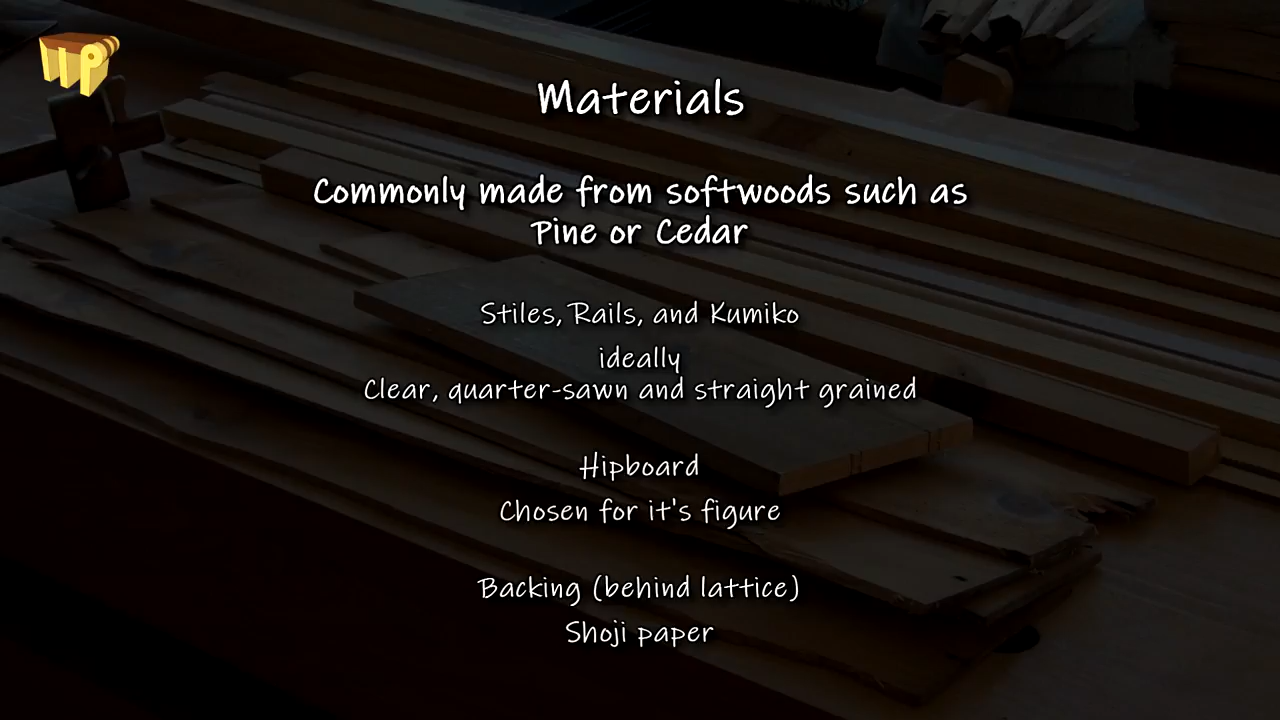 Materials
Commonly made from softwoods such as
Pine or Cedar
Stiles, Rails, and Kumiko
ideally
Clear, quarter-sawn and straight grained
Hipboard
Chosen for it's figure
Backing (behind lattice)
Shoji paper